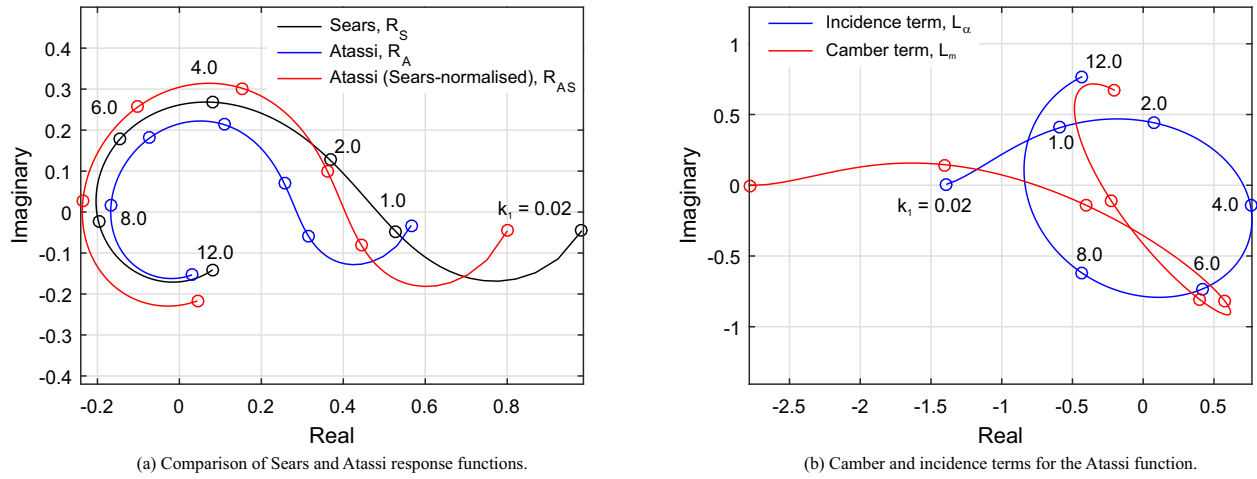 Sears, R_S
Atassi, R_A
Atassi (Sears-normalised), R_AS
0.4
0.3
0.2
0.1
0
-0.1
-0.2
-0.3
-0.4
Imaginary
4.0
6.0
2.0
1.0
k_1 = 0.02
8.0
12.0
-0.2 0 0.2 0.4 0.6 0.8
Real
(a) Comparison of Sears and Atassi response functions.
Incidence term, L_α
Camber term, L_m
1
0.5
0
-0.5
-1
Imaginary
12.0
2.0
1.0
k_1 = 0.02
4.0
8.0
6.0
-2.5 -2 -1.5 -1 -0.5 0 0.5
Real
(b) Camber and incidence terms for the Atassi function.